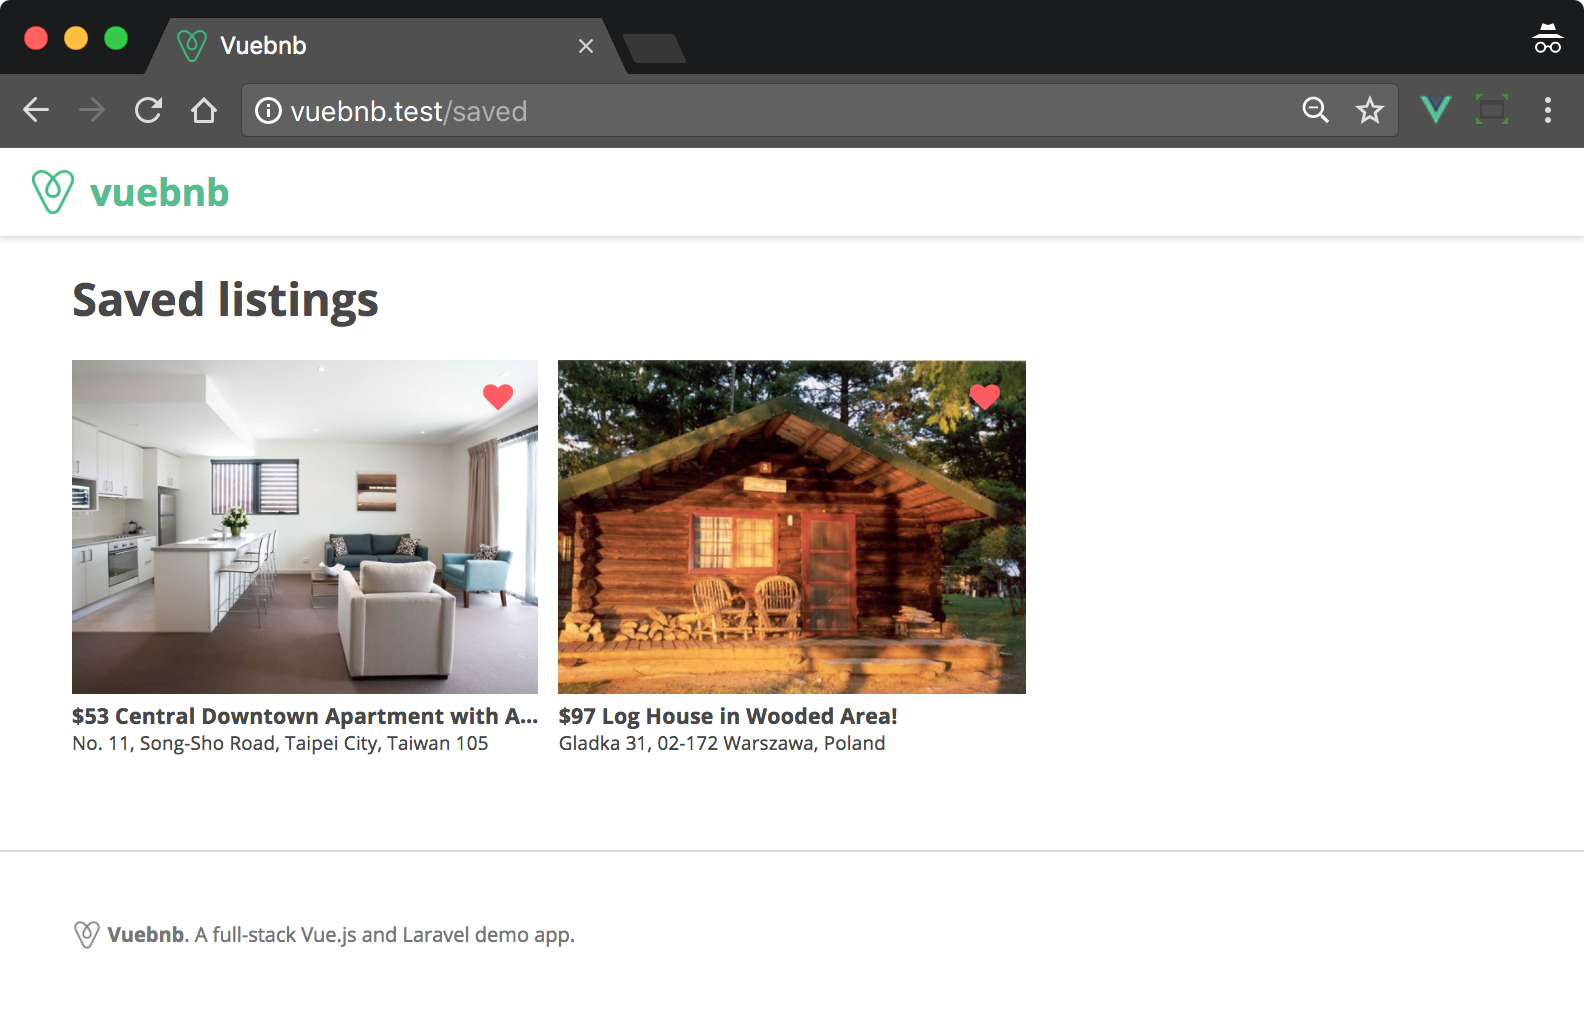 Vuebnb
vuebnb.test/saved
vuebnb
Saved listings
$53 Central Downtown Apartment with A...
No. 11, Song-Sho Road, Taipei City, Taiwan 105
$97 Log House in Wooded Area!
Gladka 31, 02-172 Warszawa, Poland
Vuebnb. A full-stack Vue.js and Laravel demo app.